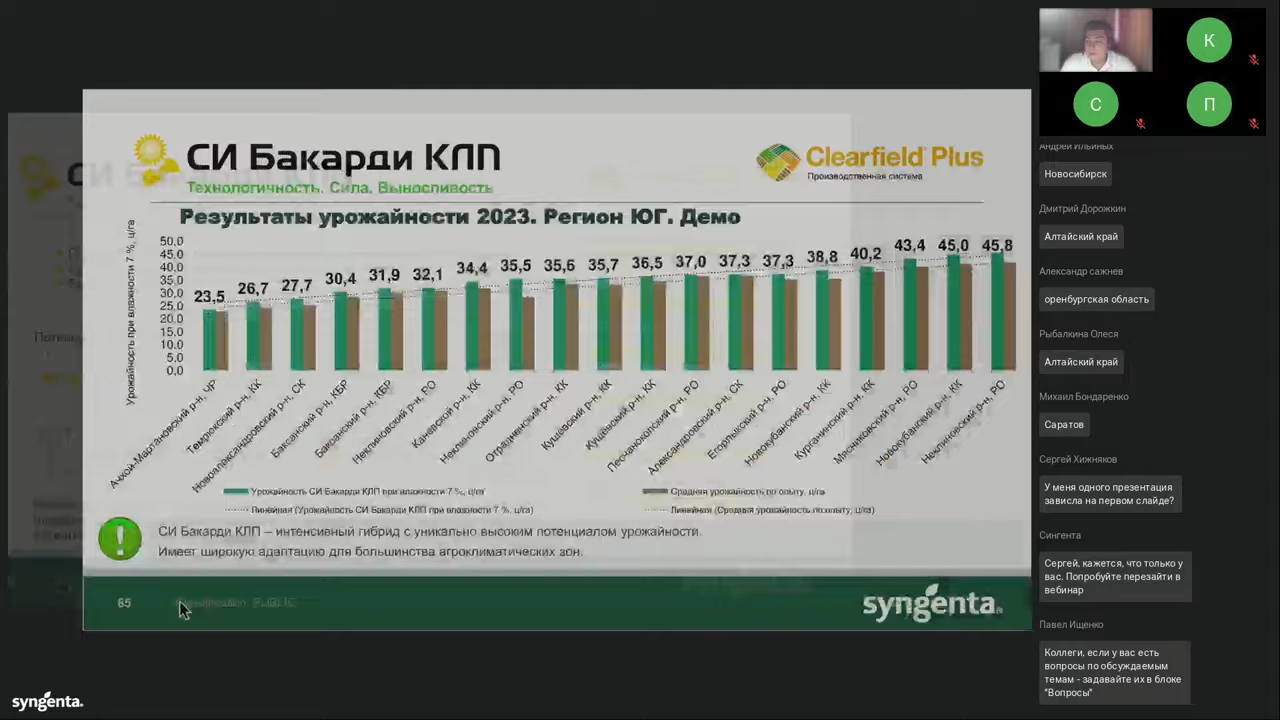 СИ Бакарди КЛП
Технологичность. Сила. Выносливость
Clearfield® Plus
Производственная система
Результаты урожайности 2023. Регион ЮГ. Демо
Урожайность при влажности 7 %, ц/га
50,0
45,0
40,0
35,0
30,0
25,0
20,0
15,0
10,0
5,0
0,0
23,5 26,7 27,7 30,4 31,9 32,1 34,4 35,5 35,6 35,7 36,5 37,0 37,3 37,3 38,8 40,2 43,4 45,0 45,8
Ачхой-Мартановский р-н, ЧР
Темрюкский р-н, КК
Новоалександровский р-н, СК
Баксанский р-н, КБР
Баксанский р-н, КБР
Неклиновский р-н, РО
Каневской р-н, КК
Неклиновский р-н, РО
Отрадненский р-н, КК
Кущёвский р-н, КК
Кущёвский р-н, КК
Песчанокопский р-н, РО
Александровский р-н, СК
Егорлыкский р-н, РО
Новокубанский р-н, КК
Курганинский р-н, КК
Мясниковский р-н, РО
Новокубанский р-н, КК
Неклиновский р-н, РО
Урожайность СИ Бакарди КЛП при влажности 7 %, ц/га
Средняя урожайность по опыту, ц/га
Линейная (Урожайность СИ Бакарди КЛП при влажности 7 %, ц/га)
Линейная (Средняя урожайность по опыту, ц/га)
СИ Бакарди КЛП – интенсивный гибрид с уникально высоким потенциалом урожайности.
Имеет широкую адаптацию для большинства агроклиматических зон.
65
PUBLIC
syngenta
syngenta
К
С
П
Андрей Ильиных
Новосибирск
Дмитрий Дорожкин
Алтайский край
Александр сажнев
оренбургская область
Рыбалкина Олеся
Алтайский край
Михаил Бондаренко
Саратов
Сергей Хижняков
У меня одного презентация
зависла на первом слайде?
Сингента
Сергей, кажется, что только у
вас. Попробуйте перезайти в
вебинар
Павел Ищенко
Коллеги, если у вас есть
вопросы по обсуждаемым
темам - задавайте их в блоке
"Вопросы"